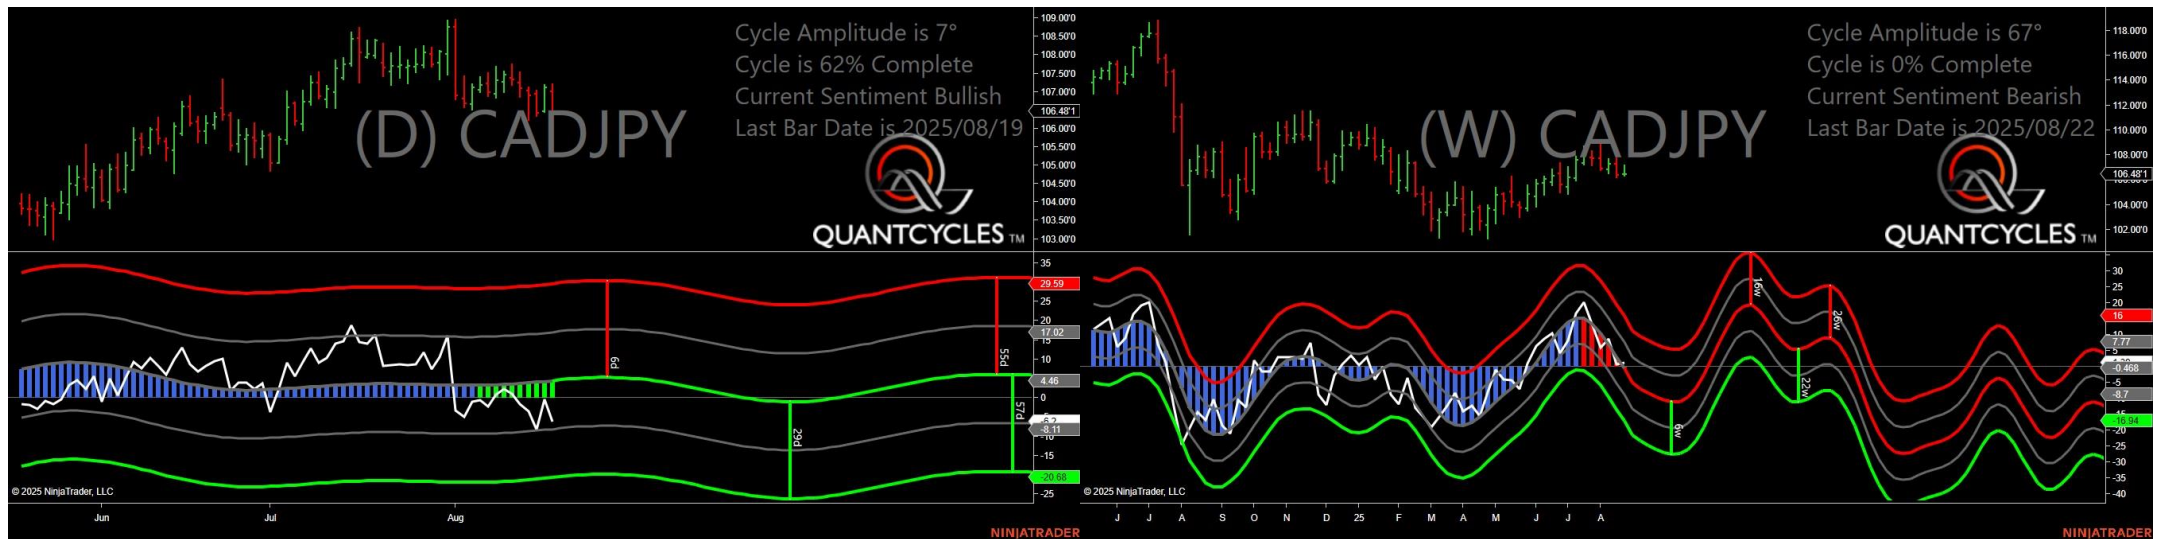 Cycle Amplitude is 7°
Cycle is 62% Complete
Current Sentiment Bullish
Last Bar Date is 2025/08/19
(D) CADJPY
QUANTCYCLES TM
109.00'0
108.50'0
108.00'0
107.50'0
107.00'0
106.48'1
106.00'0
105.50'0
105.00'0
104.50'0
104.00'0
103.50'0
103.00'0
35
29.59
25
20
17.02
15
10
4.46
0
-8.11
-10
-15
-20.68
-25
6d
29d
55d
57d
© 2025 NinjaTrader, LLC
Jun
Jul
Aug
NINJATRADER
Cycle Amplitude is 67°
Cycle is 0% Complete
Current Sentiment Bearish
Last Bar Date is 2025/08/22
(W) CADJPY
QUANTCYCLES TM
118.00'0
116.00'0
114.00'0
112.00'0
110.00'0
108.00'0
106.48'1
104.00'0
102.00'0
30
25
20
16
10
7.77
5
-0.468
-5
-8.7
-16.94
-20
-25
-30
-35
-40
16w
26w
22w
6w
© 2025 NinjaTrader, LLC
J
J
A
S
O
N
D
25
F
M
A
M
J
J
A
NINJATRADER